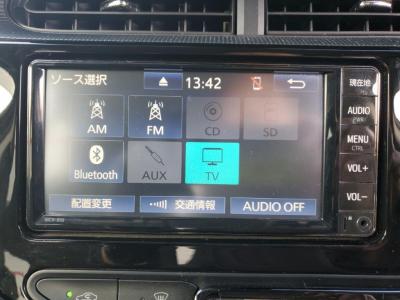 ソース選択
13:42
現在地
AM
FM
CD
SD
AUDIO
PWR
MENU
CTRL
Bluetooth
AUX
TV
VOL+
VOL-
配置変更
交通情報
AUDIO OFF